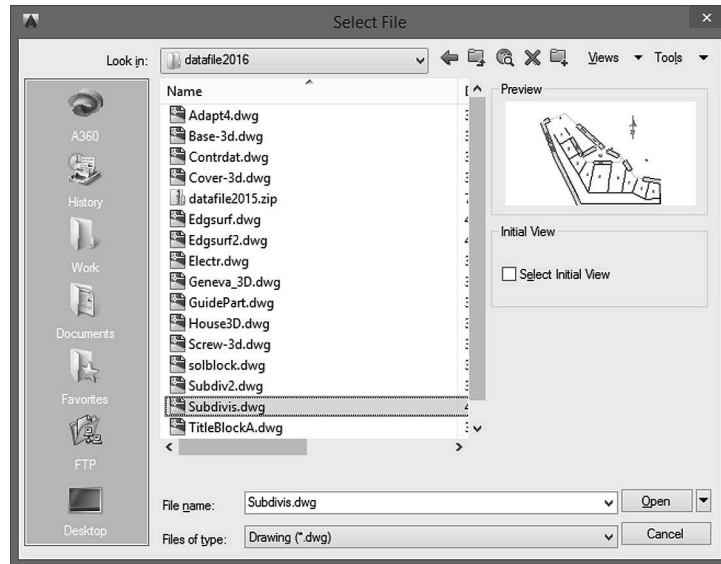 Select File
Look in: datafile2016 Views Tools
A360
History
Work
Documents
Favorites
FTP
Desktop
Name
Adapt4.dwg
Base-3d.dwg
Contrdat.dwg
Cover-3d.dwg
datafile2015.zip
Edgsurf.dwg
Edgsurf2.dwg
Electr.dwg
Geneva_3D.dwg
GuidePart.dwg
House3D.dwg
Screw-3d.dwg
solblock.dwg
Subdiv2.dwg
Subdivis.dwg
TitleBlockA.dwg
Preview
Initial View
Select Initial View
File name: Subdivis.dwg Open
Files of type: Drawing (*.dwg) Cancel